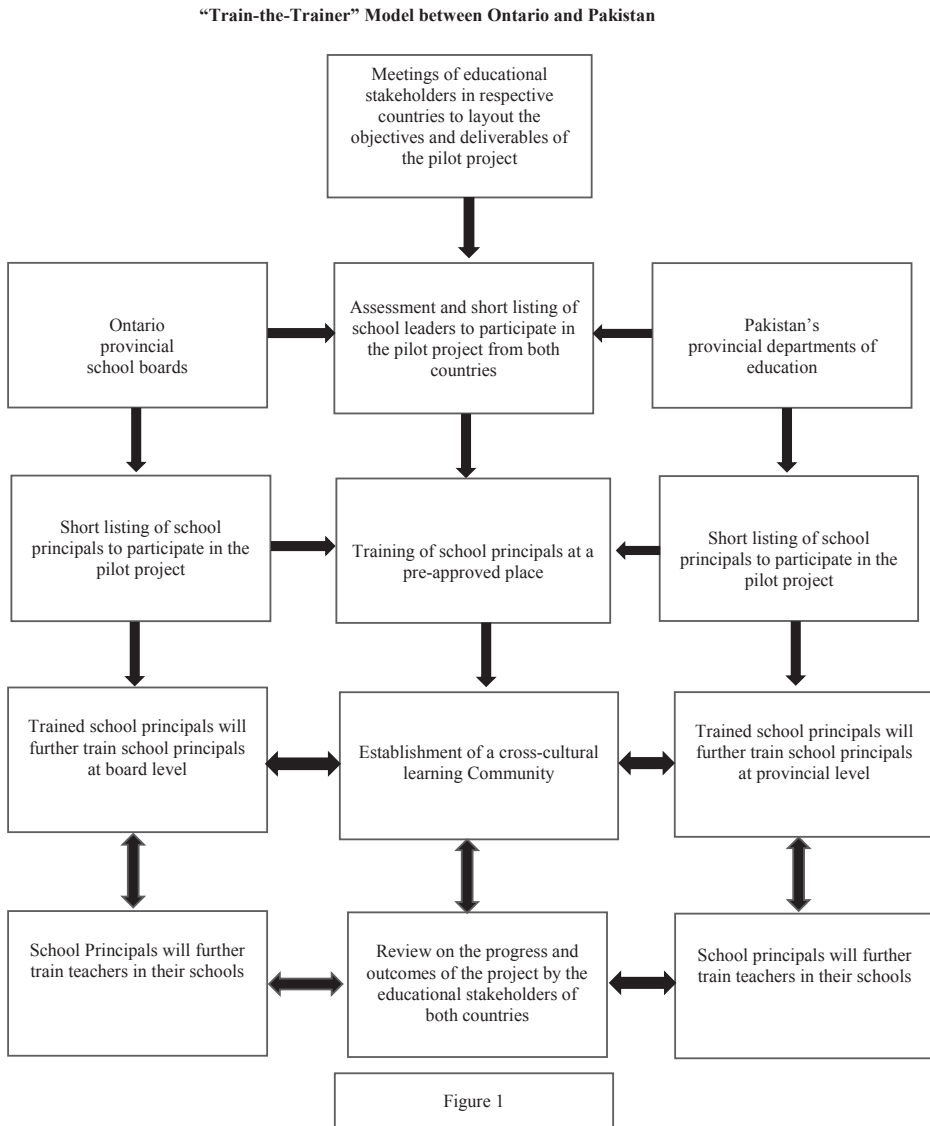 “Train-the-Trainer” Model between Ontario and Pakistan
Meetings of educational
stakeholders in respective
countries to layout the
objectives and deliverables of
the pilot project
Ontario
provincial
school boards
Assessment and short listing of
school leaders to participate in
the pilot project from both
countries
Pakistan’s
provincial departments of
education
Short listing of school
principals to participate in the
pilot project
Training of school principals at a
pre-approved place
Short listing of school
principals to participate in the
pilot project
Trained school principals will
further train school principals
at board level
Establishment of a cross-cultural
learning Community
Trained school principals will
further train school principals
at provincial level
School Principals will further
train teachers in their schools
Review on the progress and
outcomes of the project by the
educational stakeholders of
both countries
School principals will further
train teachers in their schools
Figure 1